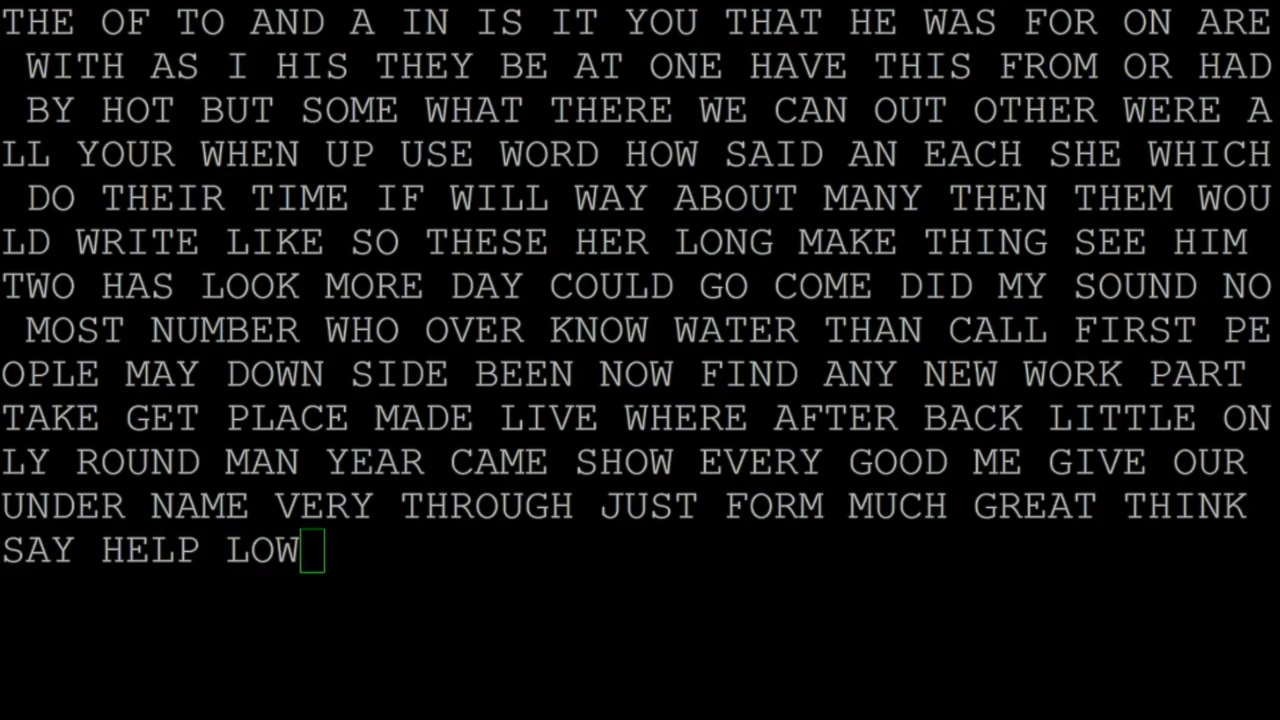 THE OF TO AND A IN IS IT YOU THAT HE WAS FOR ON ARE
WITH AS I HIS THEY BE AT ONE HAVE THIS FROM OR HAD
BY HOT BUT SOME WHAT THERE WE CAN OUT OTHER WERE A
LL YOUR WHEN UP USE WORD HOW SAID AN EACH SHE WHICH
DO THEIR TIME IF WILL WAY ABOUT MANY THEN THEM WOU
LD WRITE LIKE SO THESE HER LONG MAKE THING SEE HIM
TWO HAS LOOK MORE DAY COULD GO COME DID MY SOUND NO
MOST NUMBER WHO OVER KNOW WATER THAN CALL FIRST PE
OPLE MAY DOWN SIDE BEEN NOW FIND ANY NEW WORK PART
TAKE GET PLACE MADE LIVE WHERE AFTER BACK LITTLE ON
LY ROUND MAN YEAR CAME SHOW EVERY GOOD ME GIVE OUR
UNDER NAME VERY THROUGH JUST FORM MUCH GREAT THINK
SAY HELP LOW